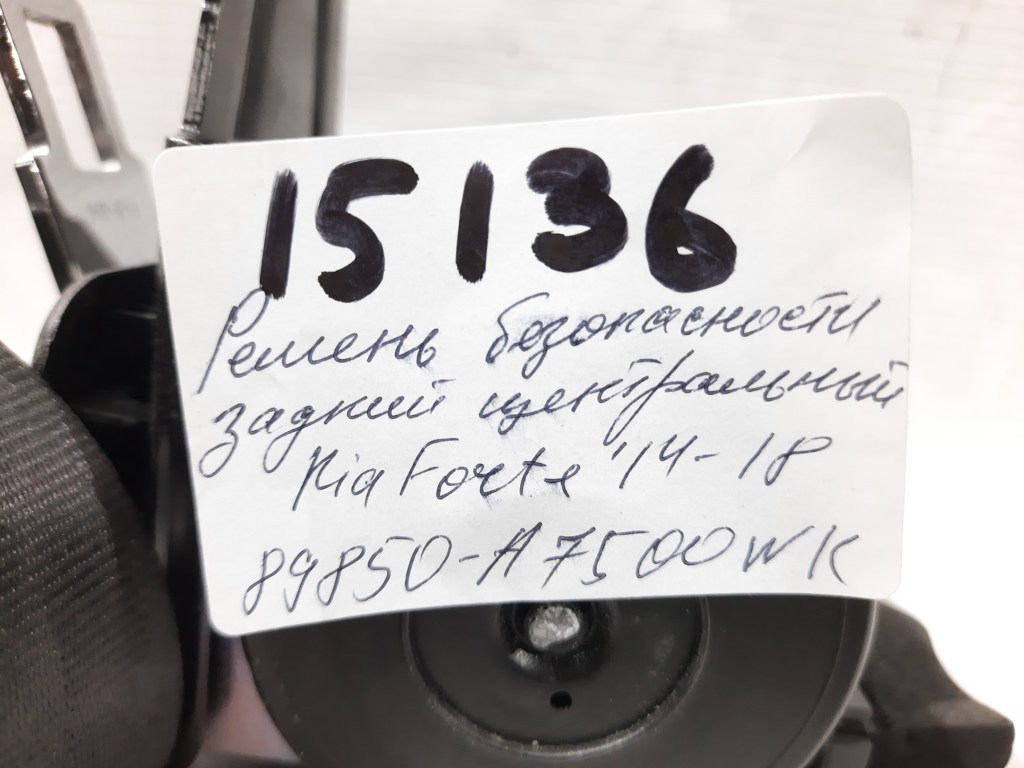 15136
Ремень безопасности
задний центральный
Kia Forte '14-18
89850-A7500WK